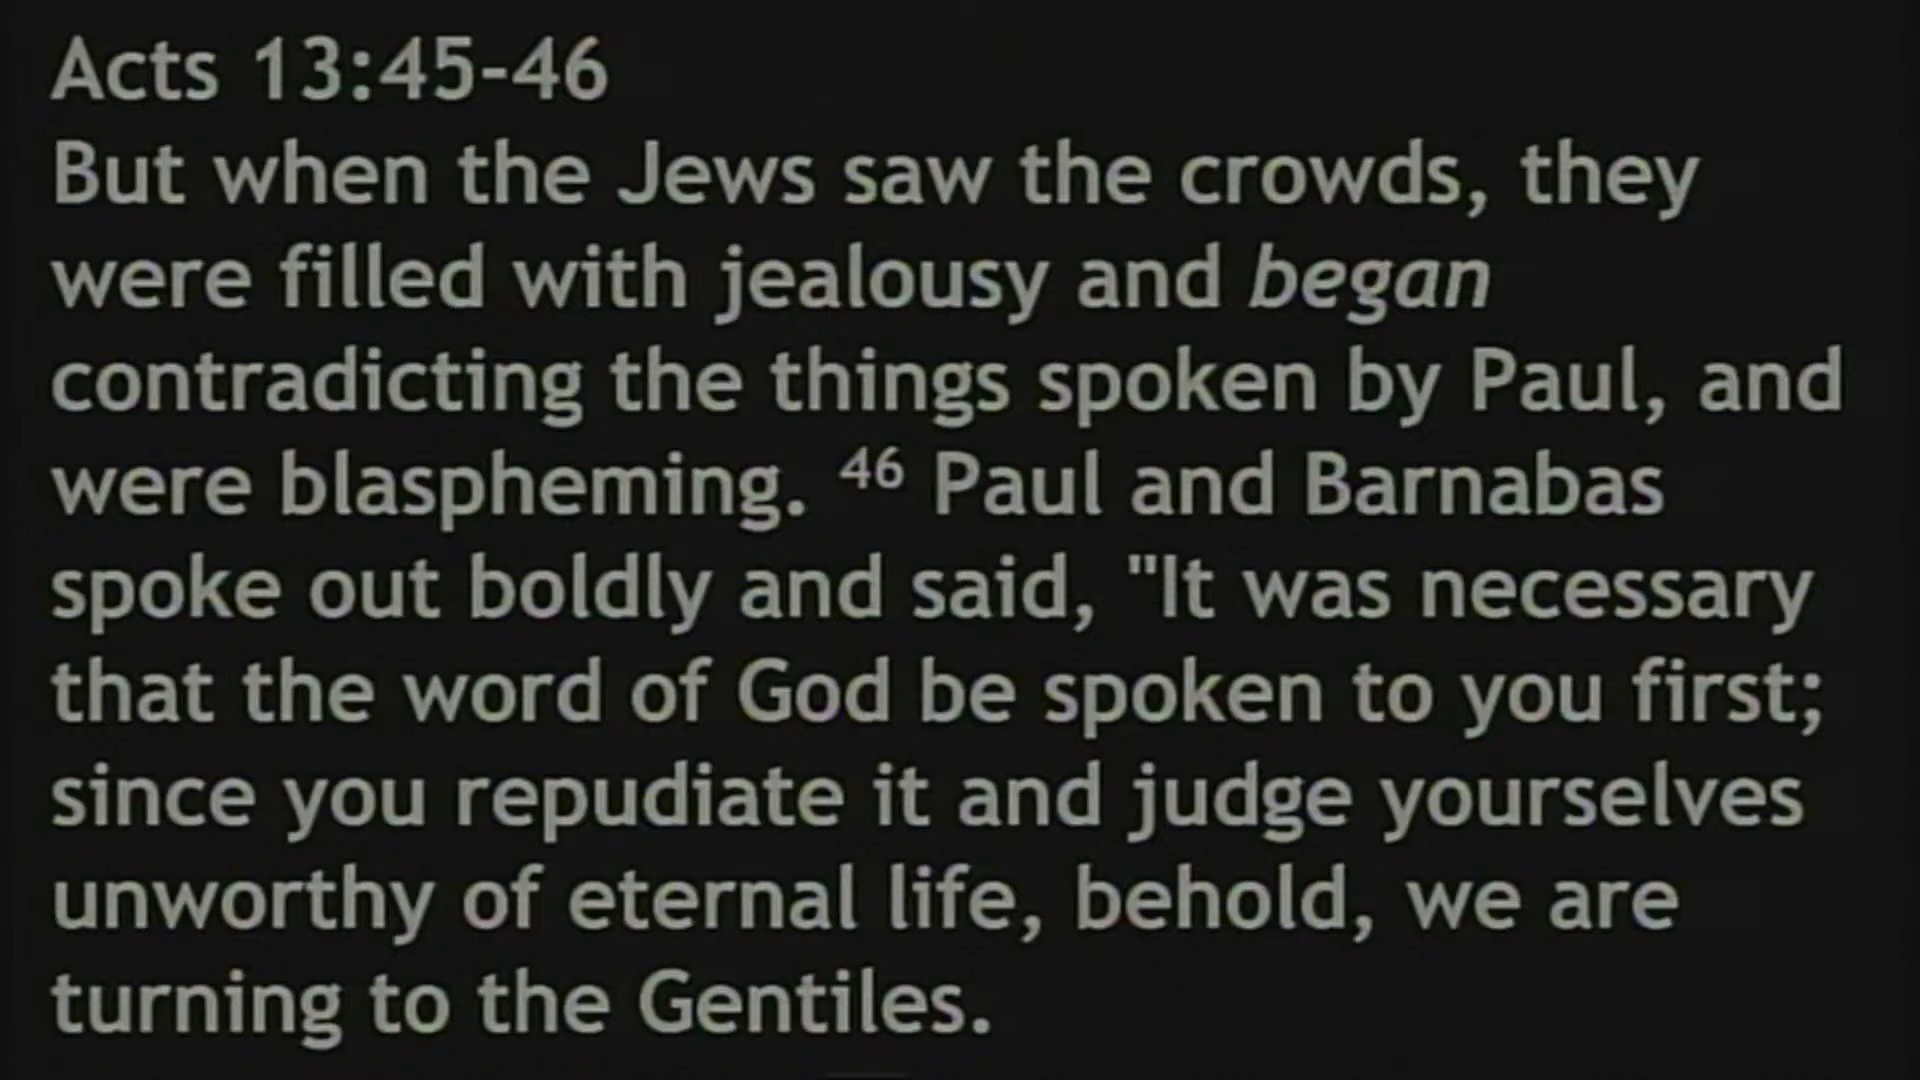 Acts 13:45-46
But when the Jews saw the crowds, they
were filled with jealousy and began
contradicting the things spoken by Paul, and
were blaspheming. 46 Paul and Barnabas
spoke out boldly and said, "It was necessary
that the word of God be spoken to you first;
since you repudiate it and judge yourselves
unworthy of eternal life, behold, we are
turning to the Gentiles.